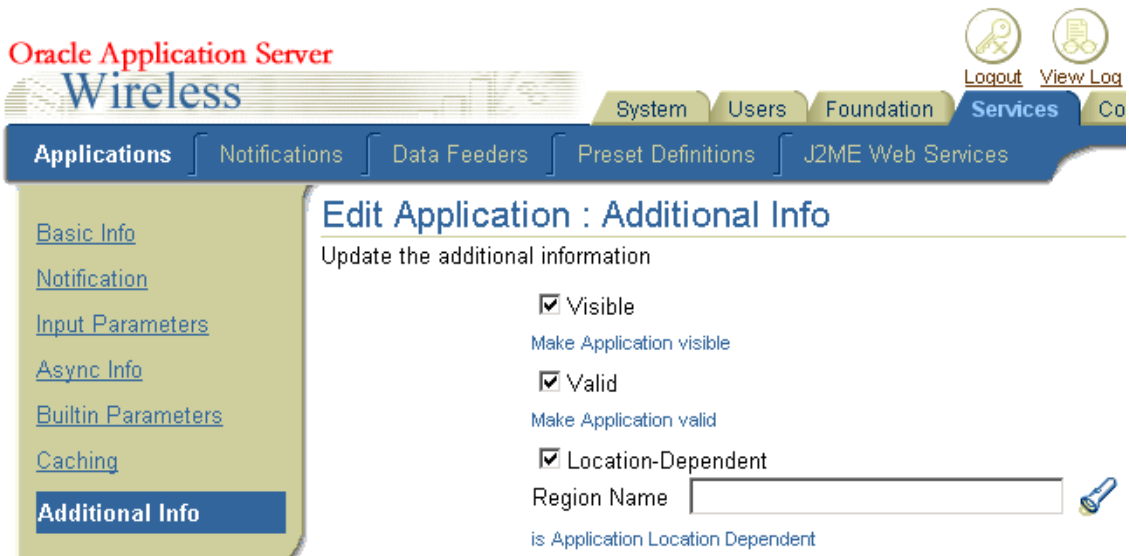 Oracle Application Server
Wireless
Logout View Log
System Users Foundation Services Co
Applications Notifications Data Feeders Preset Definitions J2ME Web Services
Basic Info
Notification
Input Parameters
Async Info
Builtin Parameters
Caching
Additional Info
Edit Application : Additional Info
Update the additional information
Visible
Make Application visible
Valid
Make Application valid
Location-Dependent
Region Name
is Application Location Dependent